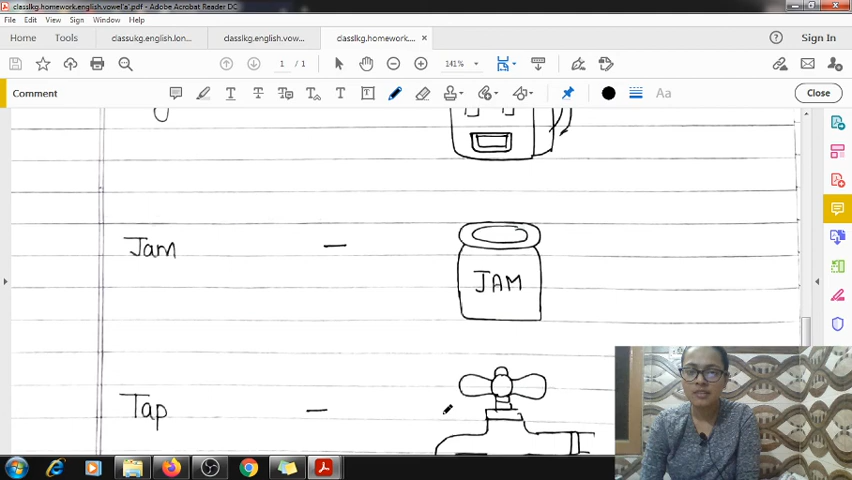 classlkg.homework.english.vowel'a'.pdf - Adobe Acrobat Reader DC
File Edit View Sign Window Help
Home Tools classukg.english.lon... classlkg.english.vow... classlkg.homework.... × Sign In
1 / 1 141%
Comment Aa Close
Jam —
JAM
Tap —